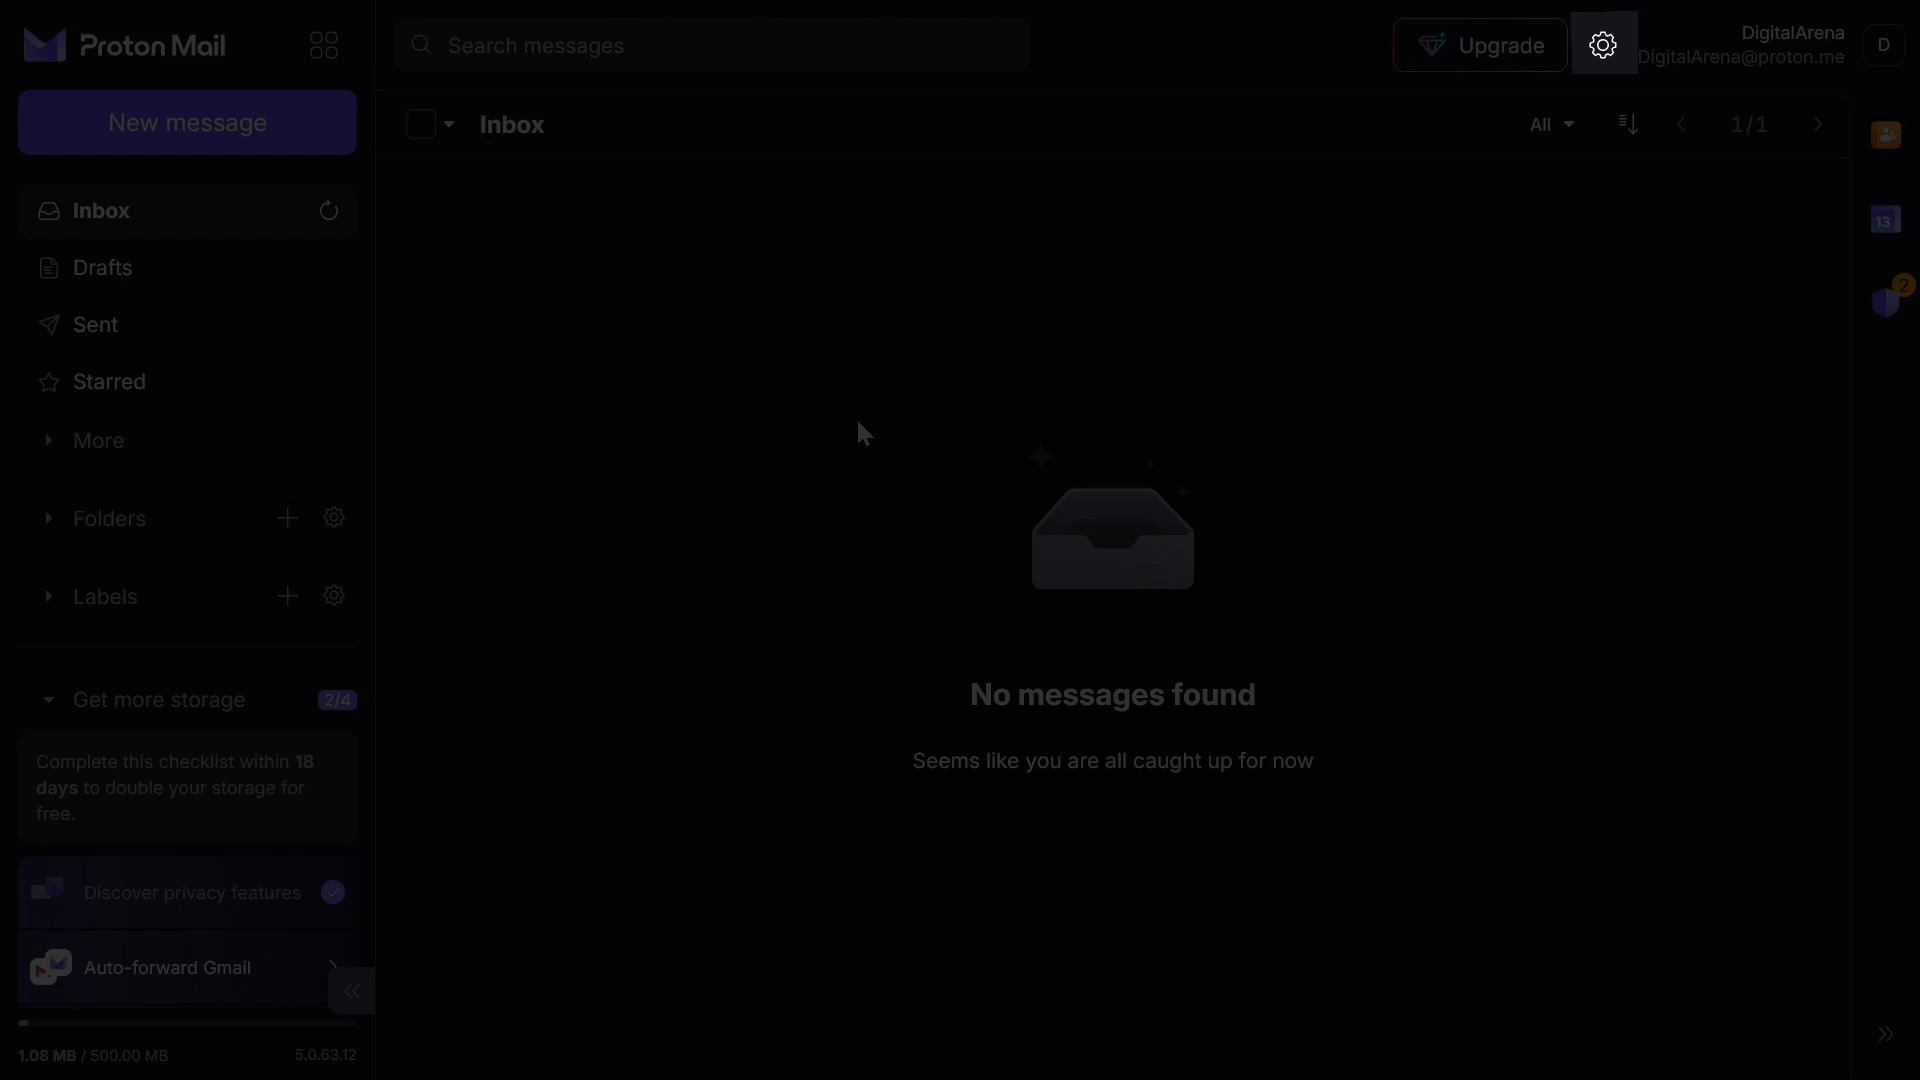 Proton Mail
Search messages
Upgrade
DigitalArena
DigitalArena@proton.me
D
New message
Inbox
All
1/1
Inbox
Drafts
13
2
Sent
Starred
More
Folders
Labels
Get more storage
2/4
No messages found
Seems like you are all caught up for now
Complete this checklist within 18
days to double your storage for
free.
Discover privacy features
Auto-forward Gmail
1.08 MB / 500.00 MB
5.0.63.12